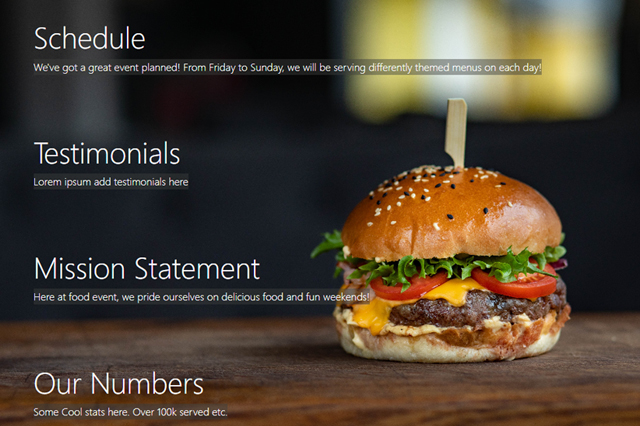 Schedule
We've got a great event planned! From Friday to Sunday, we will be serving differently themed menus on each day!
Testimonials
Lorem ipsum add testimonials here
Mission Statement
Here at food event, we pride ourselves on delicious food and fun weekends!
Our Numbers
Some Cool stats here. Over 100k served etc.